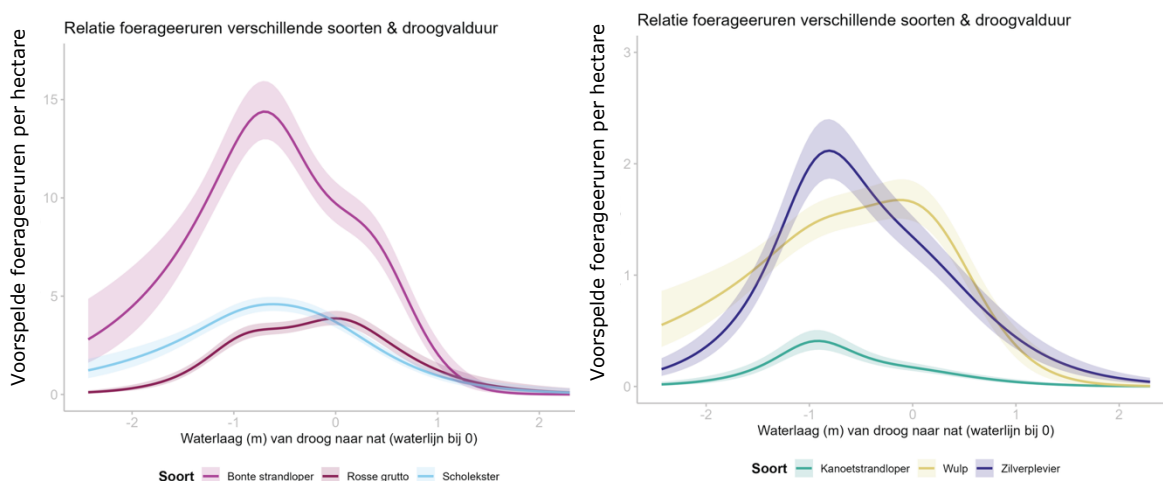 Relatie foerageeruren verschillende soorten & droogvalduur
Voorspelde foerageeruren per hectare
15
10
5
0
-2
-1
0
1
2
Waterlaag (m) van droog naar nat (waterlijn bij 0)
Soort Bonte strandloper Rosse grutto Scholekster
Relatie foerageeruren verschillende soorten & droogvalduur
Voorspelde foerageeruren per hectare
3
2
1
0
-2
-1
0
1
2
Waterlaag (m) van droog naar nat (waterlijn bij 0)
Soort Kanoetstrandloper Wulp Zilverplevier